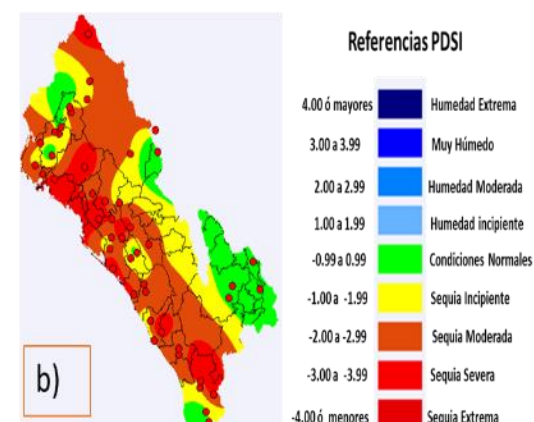 Referencias PDSI
4.00 ó mayores Humedad Extrema
3.00 a 3.99 Muy Húmedo
2.00 a 2.99 Humedad Moderada
1.00 a 1.99 Humedad incipiente
-0.99 a 0.99 Condiciones Normales
-1.00 a -1.99 Sequia Incipiente
-2.00 a -2.99 Sequia Moderada
-3.00 a -3.99 Sequia Severa
-4.00 ó menores Sequia Extrema
b)